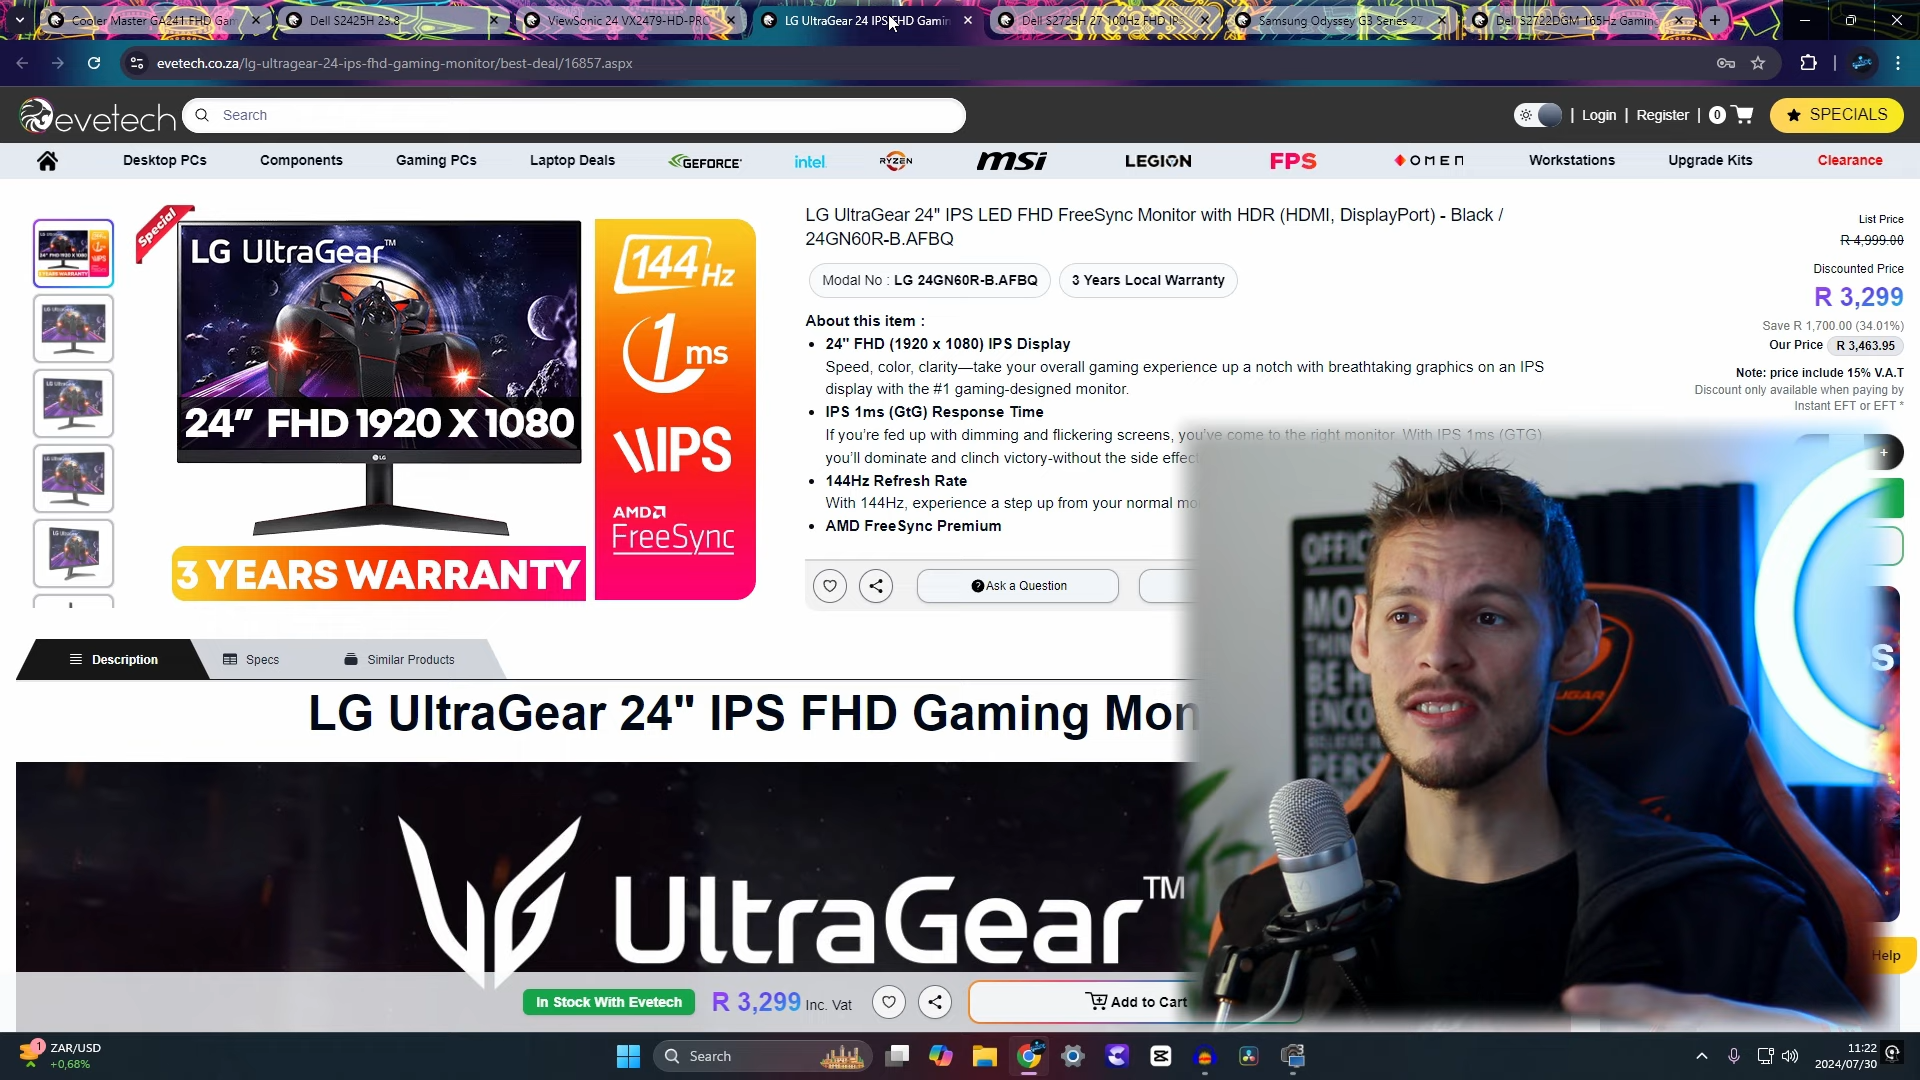 Cooler Master GA241 FHD Gam
Dell S2425H 23.8
ViewSonic 24 VX2479-HD-PRO
LG UltraGear 24 IPS FHD Gamin
Dell S2725H 27 100Hz FHD IPS
Samsung Odyssey G3 Series 27
Dell S2722DGM 165Hz Gaming
evetech.co.za/lg-ultragear-24-ips-fhd-gaming-monitor/best-deal/16857.aspx
evetech
Search
| Login | Register | 0
SPECIALS
Desktop PCs
Components
Gaming PCs
Laptop Deals
GEFORCE
intel
RYZEN
msi
LEGION
FPS
OMEN
Workstations
Upgrade Kits
Clearance
Special
LG UltraGear™
24” FHD 1920 X 1080
LG
3 YEARS WARRANTY
144Hz
1ms
IPS
AMD
FreeSync
LG UltraGear 24" IPS LED FHD FreeSync Monitor with HDR (HDMI, DisplayPort) - Black /
24GN60R-B.AFBQ
Modal No : LG 24GN60R-B.AFBQ
3 Years Local Warranty
About this item :
• 24" FHD (1920 x 1080) IPS Display
Speed, color, clarity—take your overall gaming experience up a notch with breathtaking graphics on an IPS
display with the #1 gaming-designed monitor.
• IPS 1ms (GtG) Response Time
If you’re fed up with dimming and flickering screens, you’ve come to the right monitor. With IPS 1ms (GTG)
you’ll dominate and clinch victory-without the side effec
• 144Hz Refresh Rate
With 144Hz, experience a step up from your normal mo
• AMD FreeSync Premium
List Price
R 4,999.00
Discounted Price
R 3,299
Save R 1,700.00 (34.01%)
Our Price R 3,463.95
Note: price include 15% V.A.T
Discount only available when paying by
Instant EFT or EFT *
+
Ask a Question
Description
Specs
Similar Products
LG UltraGear 24" IPS FHD Gaming Mon
UltraGear™
OFFIC
MO
THIN
BE H
ENCO
PERS
UGAR
S
Help
In Stock With Evetech
R 3,299 Inc. Vat
Add to Cart
1
ZAR/USD
+0,68%
Search
11:22
2024/07/30